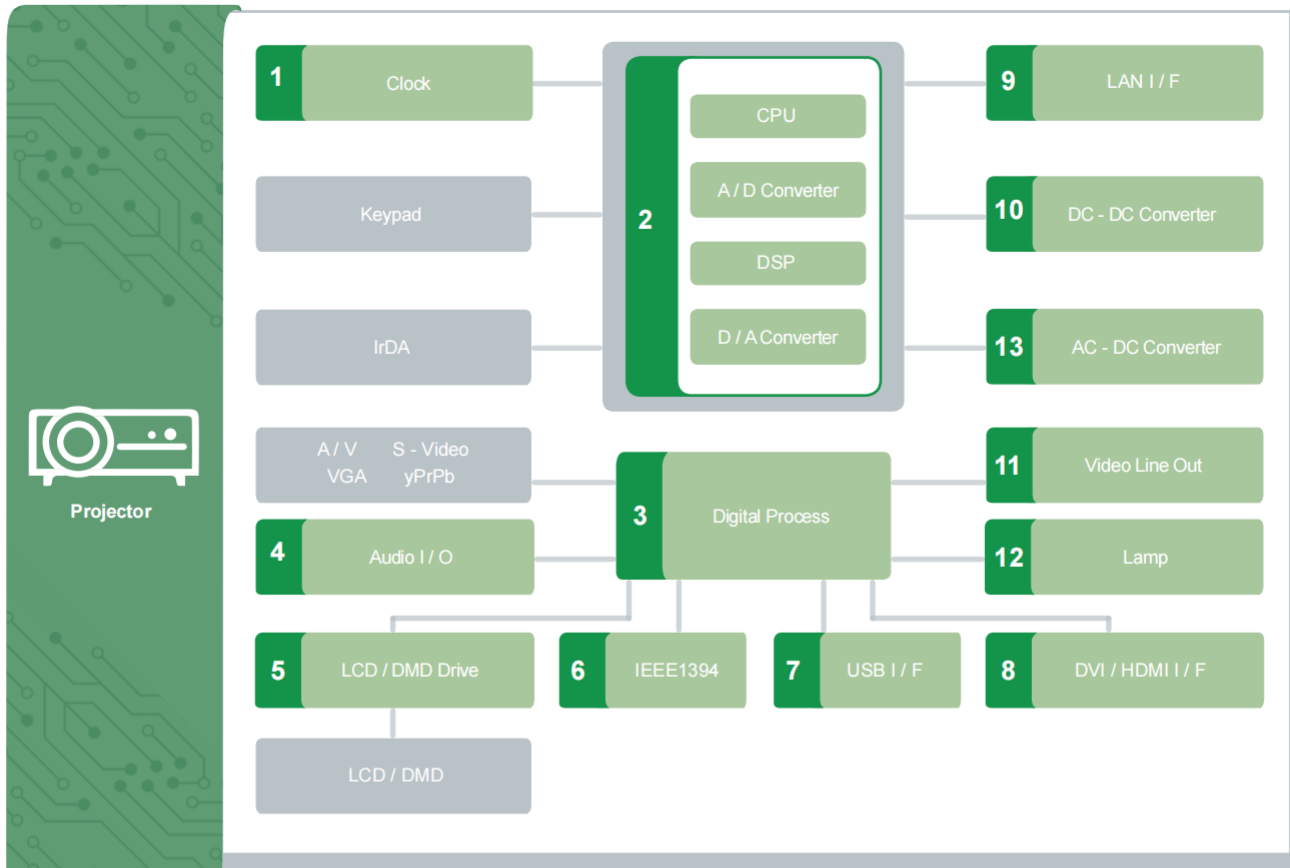 Projector
1 Clock
Keypad
IrDA
A / V S - Video
VGA yPrPb
4 Audio I / O
5 LCD / DMD Drive
LCD / DMD
2
CPU
A / D Converter
DSP
D / A Converter
3 Digital Process
6 IEEE1394
7 USB I / F
8 DVI / HDMI I / F
9 LAN I / F
10 DC - DC Converter
13 AC - DC Converter
11 Video Line Out
12 Lamp